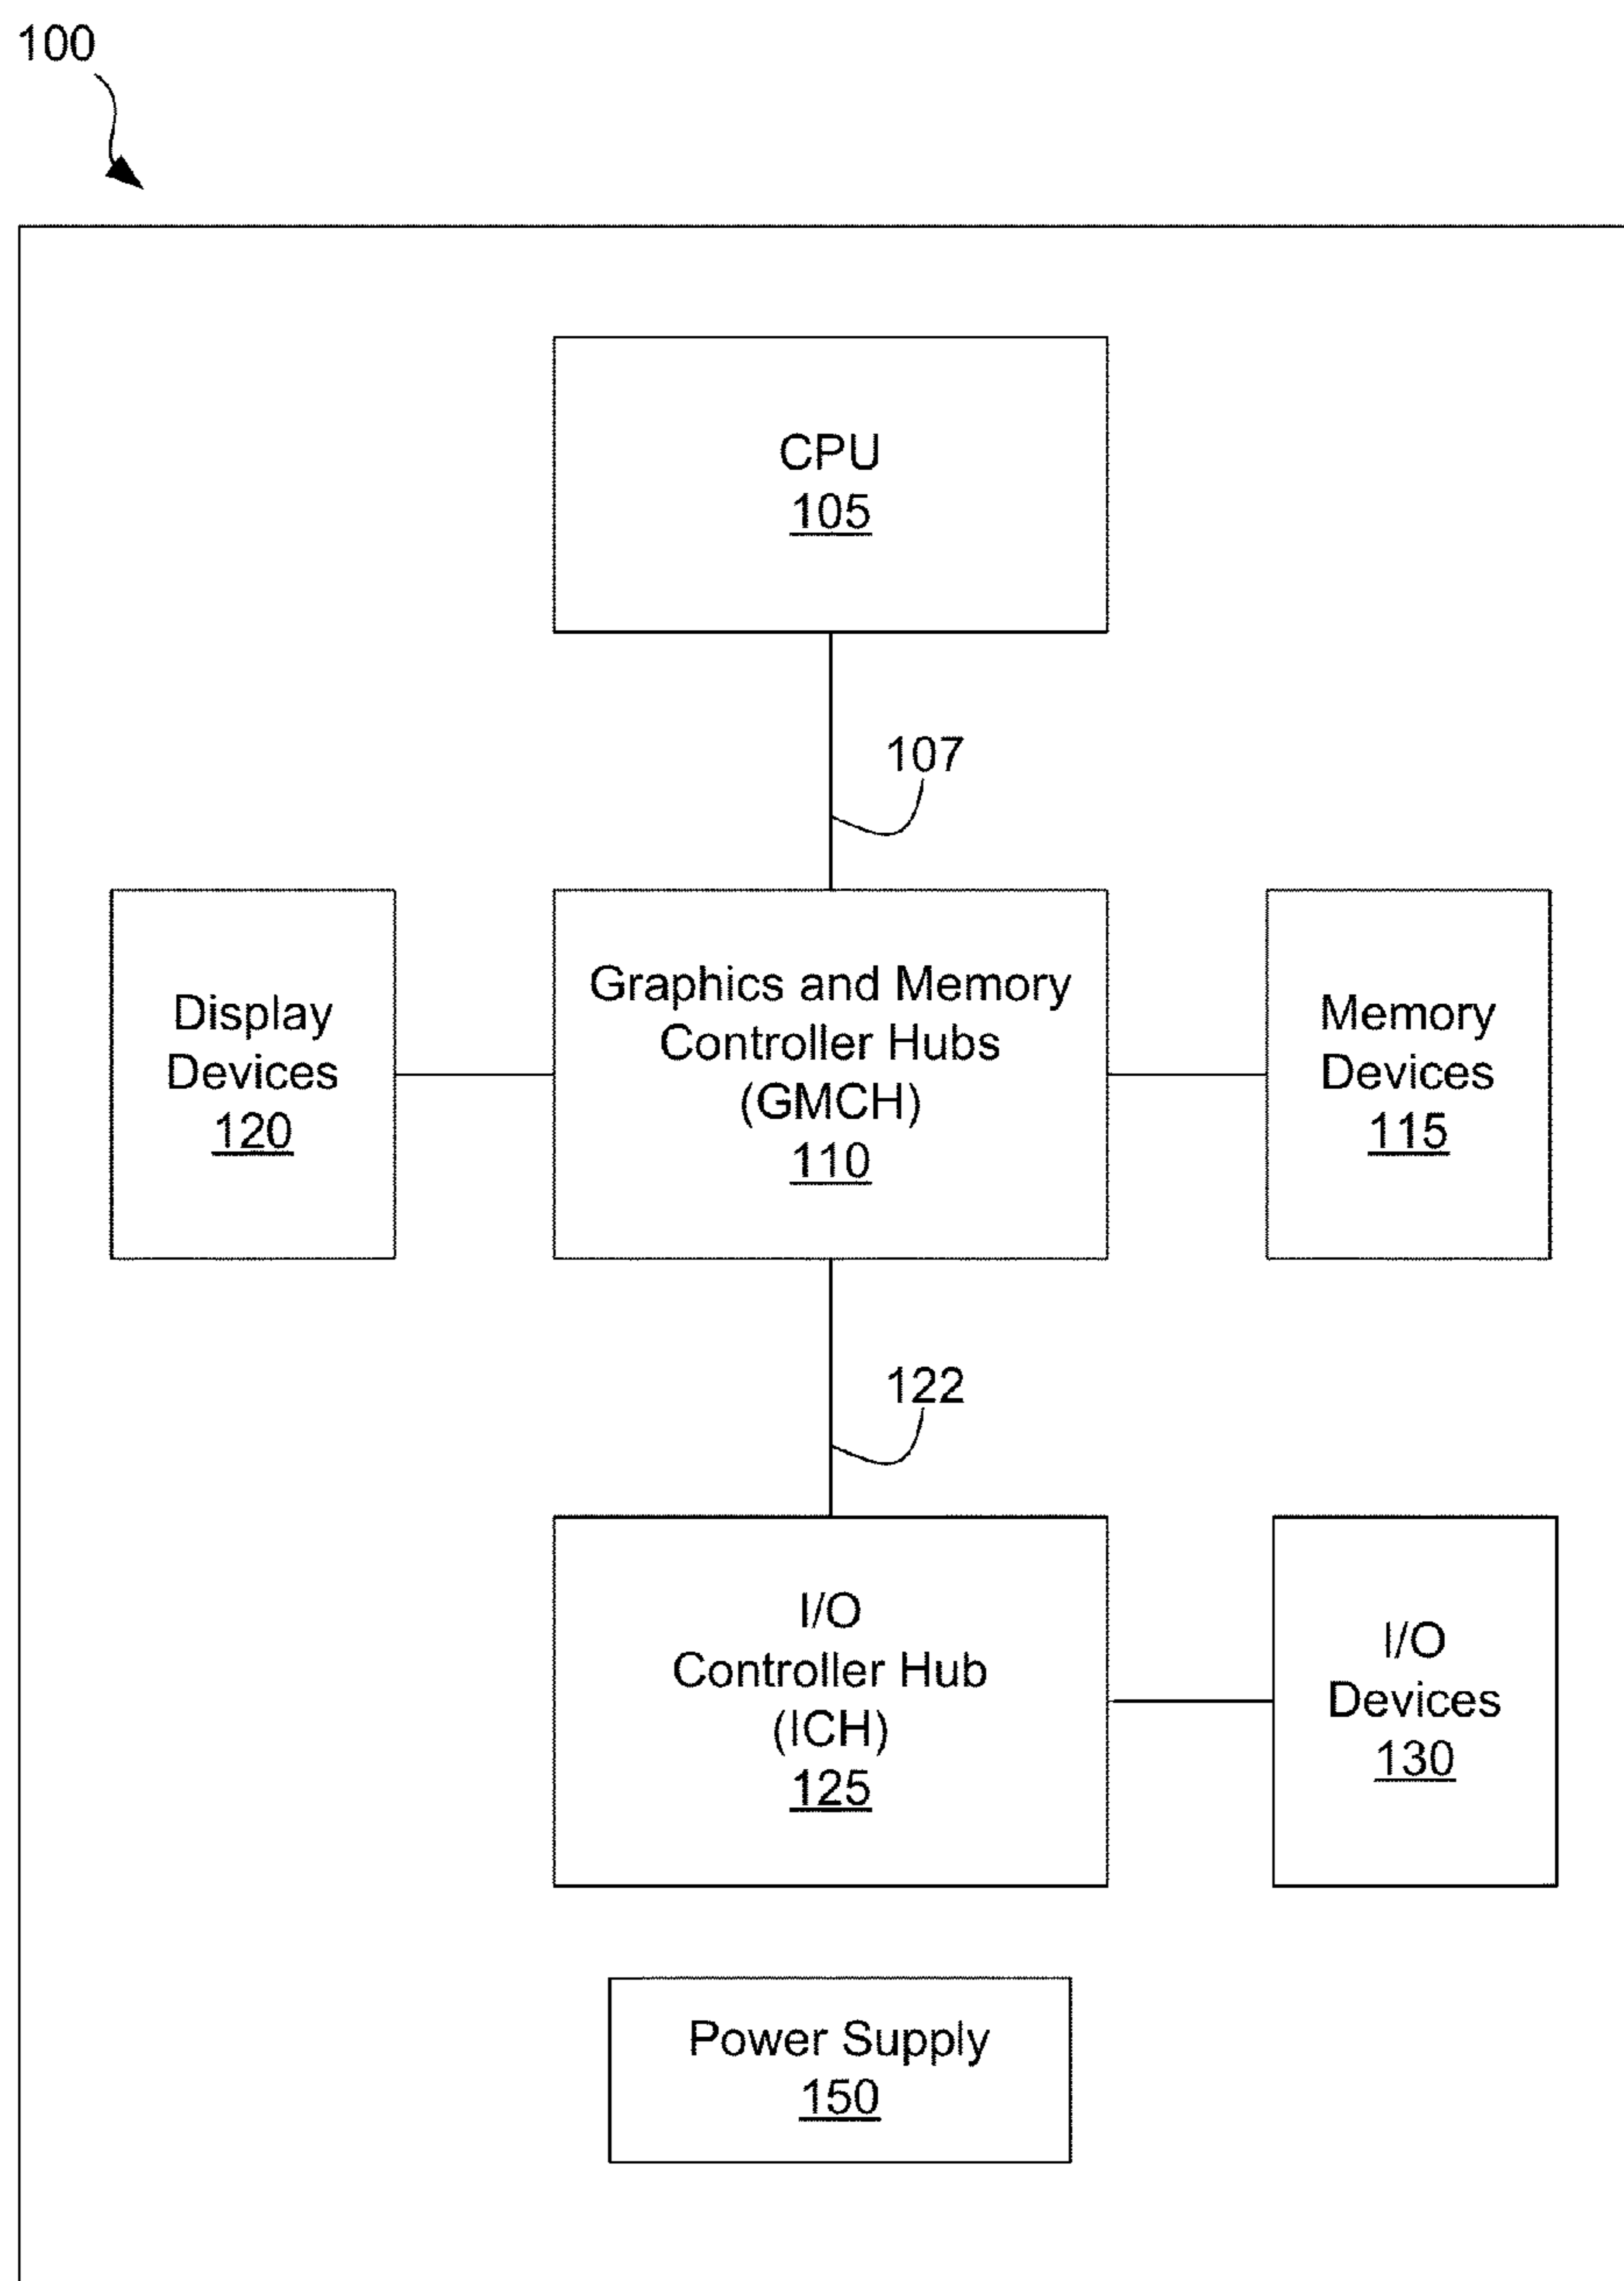 100
CPU
105
107
Display
Devices
120
Graphics and Memory
Controller Hubs
(GMCH)
110
Memory
Devices
115
122
I/O
Controller Hub
(ICH)
125
I/O
Devices
130
Power Supply
150